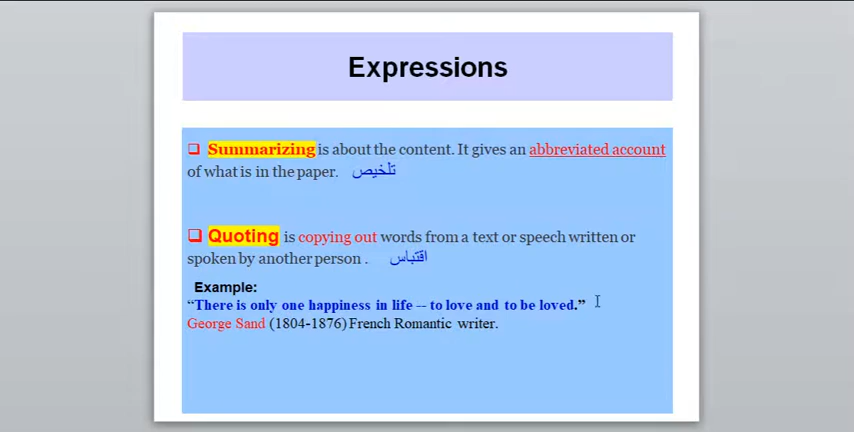 Expressions
Summarizing is about the content. It gives an abbreviated account
of what is in the paper. تلخيص
Quoting is copying out words from a text or speech written or
spoken by another person . اقتباس
Example:
“There is only one happiness in life -- to love and to be loved.”
George Sand (1804-1876) French Romantic writer.